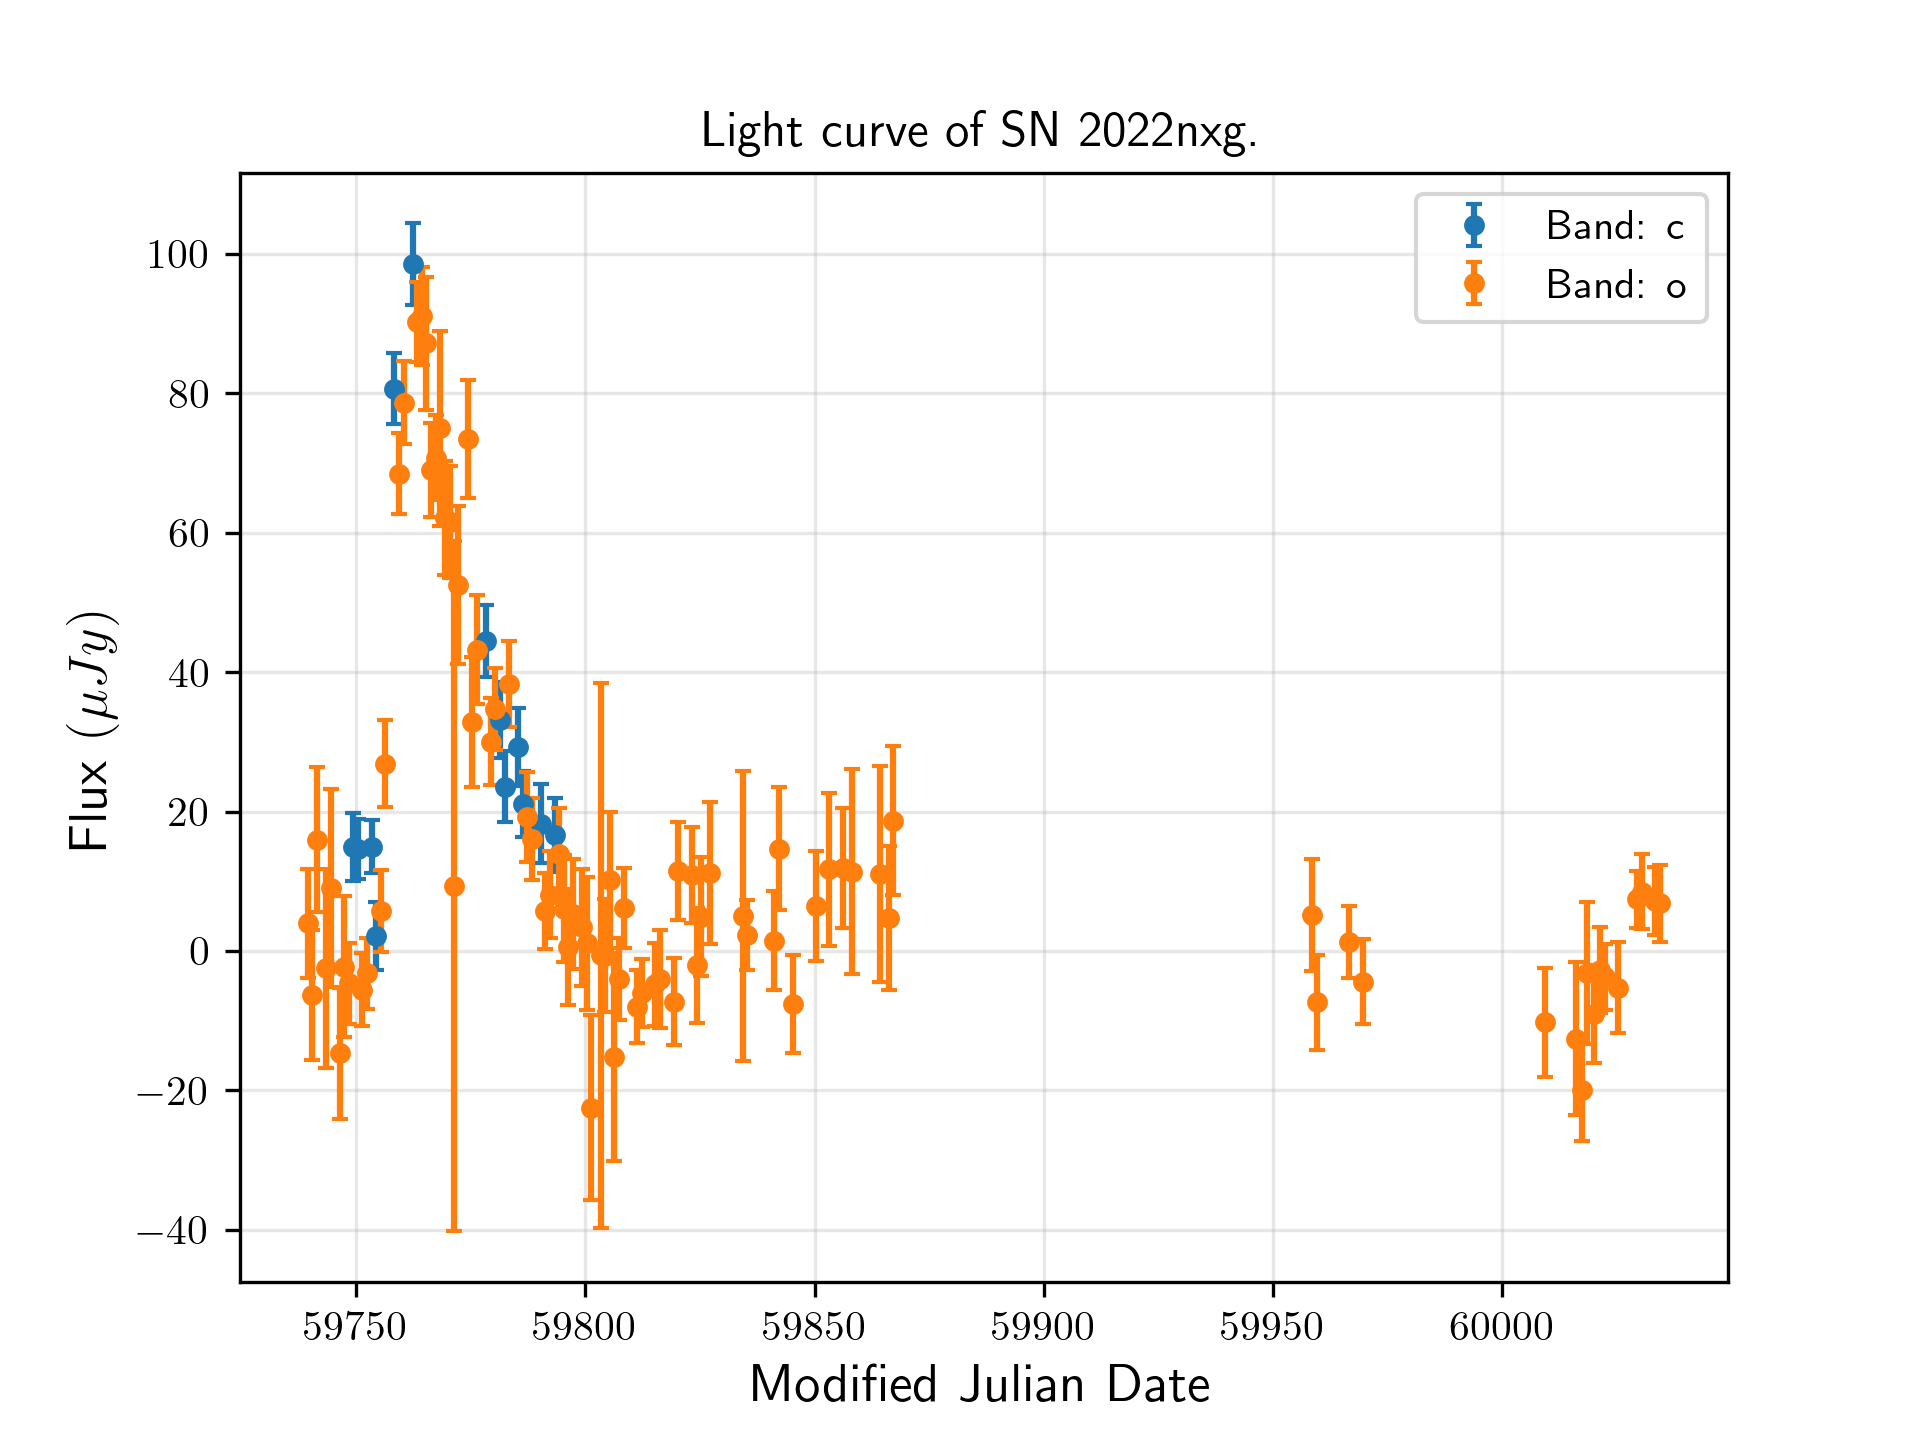 Light curve of SN 2022nxg.
Band: c
Band: o
Flux (μJy)
100
80
60
40
20
0
−20
−40
59750 59800 59850 59900 59950 60000
Modified Julian Date